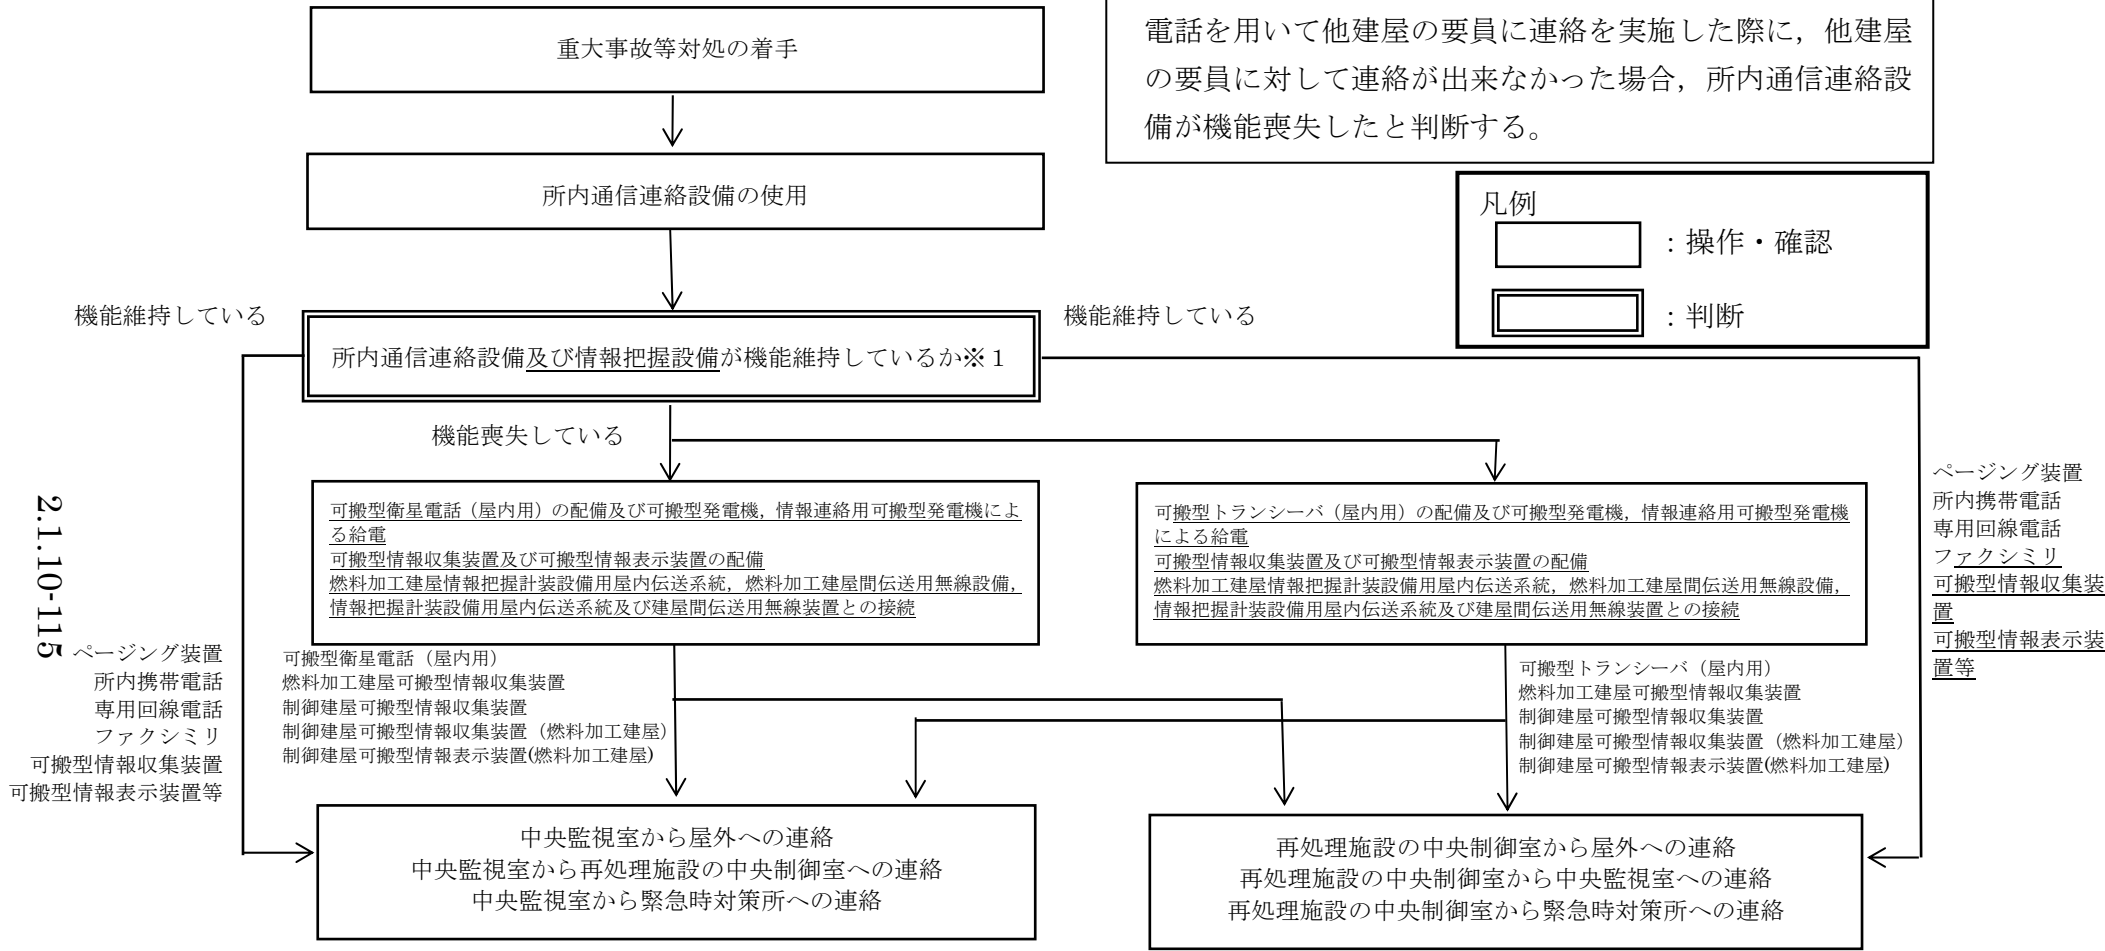 電話を用いて他建屋の要員に連絡を実施した際に，他建屋
の要員に対して連絡が出来なかった場合，所内通信連絡設
備が機能喪失したと判断する。
重大事故等対処の着手
所内通信連絡設備の使用
凡例
：操作・確認
：判断
機能維持している
機能維持している
所内通信連絡設備及び情報把握設備が機能維持しているか※１
機能喪失している
可搬型衛星電話（屋内用）の配備及び可搬型発電機，情報連絡用可搬型発電機によ
る給電
可搬型情報収集装置及び可搬型情報表示装置の配備
燃料加工建屋情報把握計装設備用屋内伝送系統，燃料加工建屋間伝送用無線設備，
情報把握計装設備用屋内伝送系統及び建屋間伝送用無線装置との接続
可搬型トランシーバ（屋内用）の配備及び可搬型発電機，情報連絡用可搬型発電機
による給電
可搬型情報収集装置及び可搬型情報表示装置の配備
燃料加工建屋情報把握計装設備用屋内伝送系統，燃料加工建屋間伝送用無線設備，
情報把握計装設備用屋内伝送系統及び建屋間伝送用無線装置との接続
ページング装置
所内携帯電話
専用回線電話
ファクシミリ
可搬型情報収集装
置
可搬型情報表示装
置等
2.1.10-115
ページング装置
所内携帯電話
専用回線電話
ファクシミリ
可搬型情報収集装置
可搬型情報表示装置等
可搬型衛星電話（屋内用）
燃料加工建屋可搬型情報収集装置
制御建屋可搬型情報収集装置
制御建屋可搬型情報収集装置（燃料加工建屋）
制御建屋可搬型情報表示装置(燃料加工建屋)
可搬型トランシーバ（屋内用）
燃料加工建屋可搬型情報収集装置
制御建屋可搬型情報収集装置
制御建屋可搬型情報収集装置（燃料加工建屋）
制御建屋可搬型情報表示装置(燃料加工建屋)
中央監視室から屋外への連絡
中央監視室から再処理施設の中央制御室への連絡
中央監視室から緊急時対策所への連絡
再処理施設の中央制御室から屋外への連絡
再処理施設の中央制御室から中央監視室への連絡
再処理施設の中央制御室から緊急時対策所への連絡